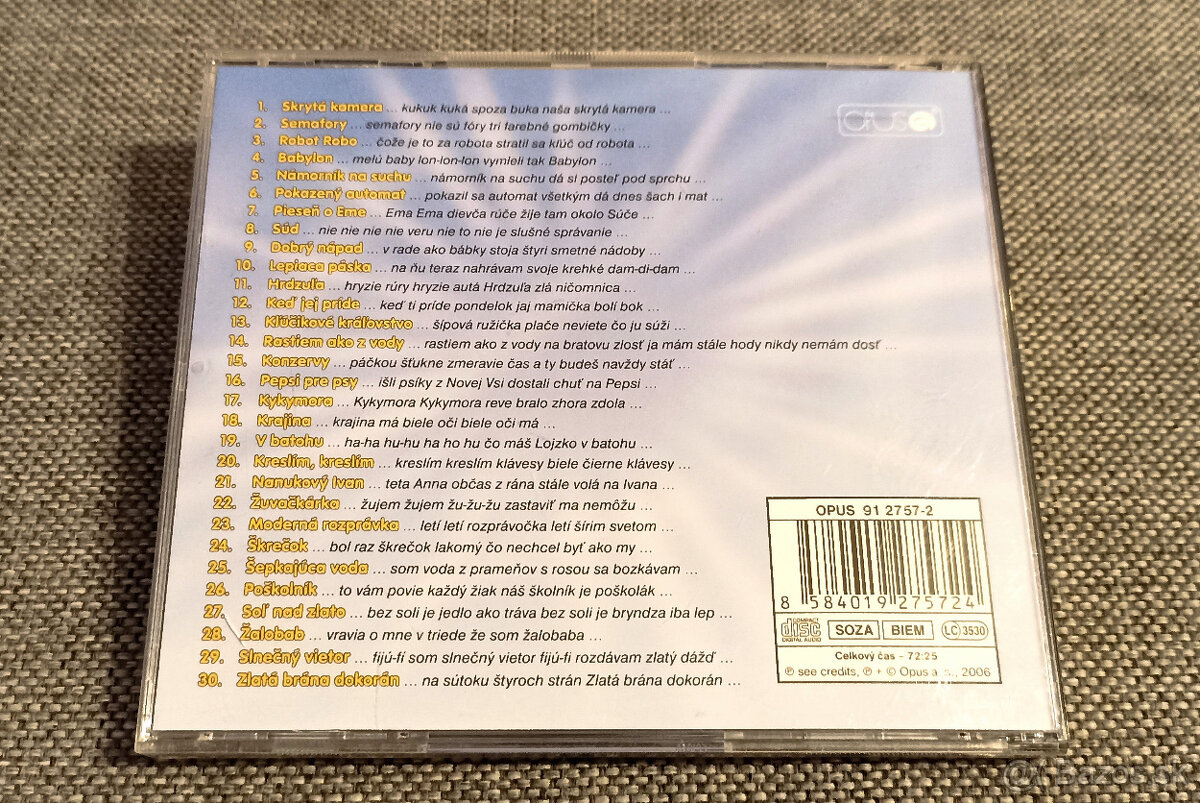 1. Skrytá kamera ... kukuk kuká spoza buka naša skrytá kamera ...
2. Semafory ... semafory nie sú fóry tri farebné gombičky ...
3. Robot Robo ... čože je to za robota stratil sa kľúč od robota ...
4. Babylon ... melú baby lon-lon-lon vymleli tak Babylon ...
5. Námorník na suchu ... námorník na suchu dá si posteľ pod sprchu ...
6. Pokazený automat ... pokazil sa automat všetkým dá dnes šach i mat ...
7. Pieseň o Eme ... Ema Ema dievča rúče žije tam okolo Súče ...
8. Súd ... nie nie nie nie veru nie to nie je slušné správanie ...
9. Dobrý nápad ... v rade ako bábky stoja štyri smetné nádoby ...
10. Lepiaca páska ... na ňu teraz nahrávam svoje krehké dam-di-dam ...
11. Hrdzuľa ... hryzie rúry hryzie autá Hrdzuľa zlá ničomnica ...
12. Keď jej príde ... keď ti príde pondelok jaj mamička bolí bok ...
13. Kľúčikové kráľovstvo ... šípová ružička plače neviete čo ju súži ...
14. Rastiem ako z vody ... rastiem ako z vody na bratovu zlosť ja mám stále hody nikdy nemám dosť ...
15. Konzervy ... páčkou šťukne zmeravie čas a ty budeš navždy stáť ...
16. Pepsi pre psy ... išli psíky z Novej Vsi dostali chuť na Pepsi ...
17. Kykymora ... Kykymora Kykymora reve bralo zhora zdola ...
18. Krajina ... krajina má biele oči biele oči má ...
19. V batohu ... ha-ha hu-hu ha ho hu čo máš Lojzko v batohu ...
20. Kreslím, kreslím ... kreslím kreslím klávesy biele čierne klávesy ...
21. Nanukový Ivan ... teta Anna občas z rána stále volá na Ivana ...
22. Žuvačkárka ... žujem žujem žu-žu-žu zastaviť ma nemôžu ...
23. Moderná rozprávka ... letí letí rozprávočka letí šírim svetom ...
24. Škrečok ... bol raz škrečok lakomý čo nechcel byť ako my ...
25. Šepkajúca voda ... som voda z prameňov s rosou sa bozkávam ...
26. Poškolník ... to vám povie každý žiak náš školník je poškolák ...
27. Soľ nad zlato ... bez soli je jedlo ako tráva bez soli je bryndza iba lep ...
28. Žalobab ... vravia o mne v triede že som žalobaba ...
29. Slnečný vietor ... fijú-fí som slnečný vietor fijú-fi rozdávam zlatý dážď ...
30. Zlatá brána dokorán ... na sútoku štyroch strán Zlatá brána dokorán ...
OPUS
OPUS 91 2757-2
8 584019 275724
COMPACT disc DIGITAL AUDIO
SOZA BIEM LC 3530
Celkový čas - 72:25
℗ see credits, ℗ + © Opus a. s., 2006
Bazos.sk